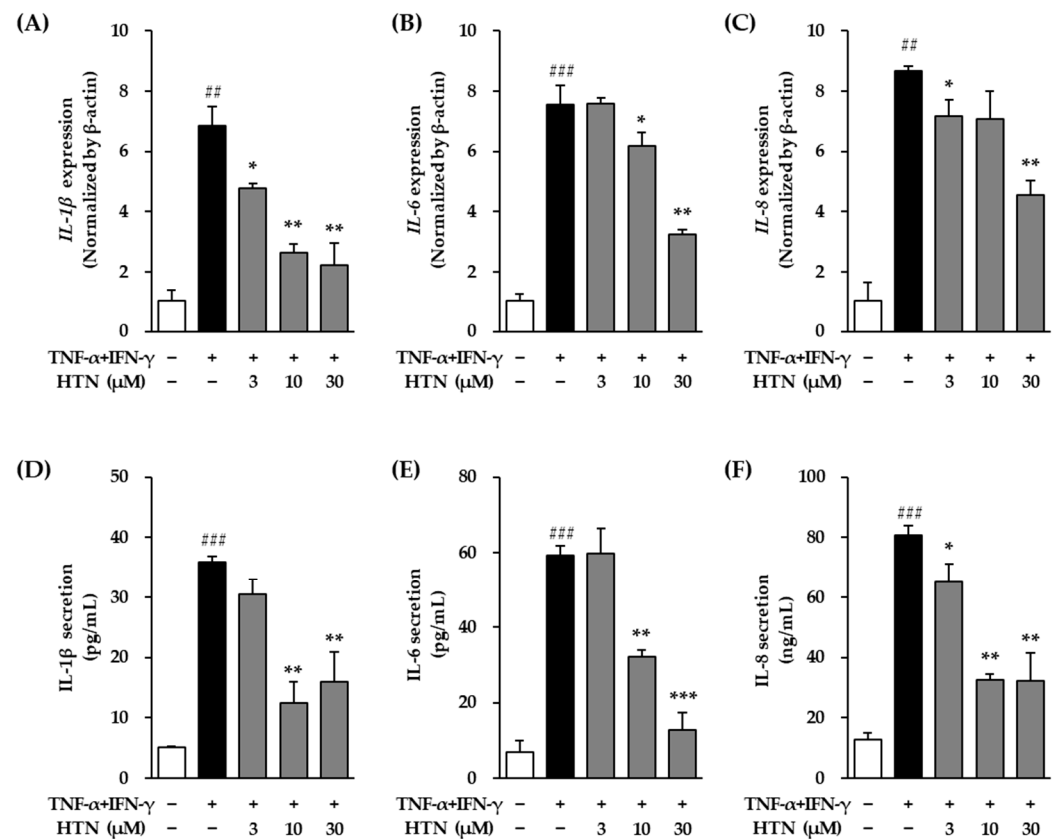 (A)
IL-1β expression
(Normalized by β-actin)
10
8
6
4
2
0
##
*
**
**
TNF-α+IFN-γ – + + + +
HTN (μM) – – 3 10 30
(B)
IL-6 expression
(Normalized by β-actin)
10
8
6
4
2
0
###
*
**
TNF-α+IFN-γ – + + + +
HTN (μM) – – 3 10 30
(C)
IL-8 expression
(Normalized by β-actin)
10
8
6
4
2
0
##
*
**
TNF-α+IFN-γ – + + + +
HTN (μM) – – 3 10 30
(D)
IL-1β secretion
(pg/mL)
50
40
30
20
10
0
###
**
**
TNF-α+IFN-γ – + + + +
HTN (μM) – – 3 10 30
(E)
IL-6 secretion
(pg/mL)
80
60
40
20
0
###
**
***
TNF-α+IFN-γ – + + + +
HTN (μM) – – 3 10 30
(F)
IL-8 secretion
(ng/mL)
100
80
60
40
20
0
###
*
**
**
TNF-α+IFN-γ – + + + +
HTN (μM) – – 3 10 30